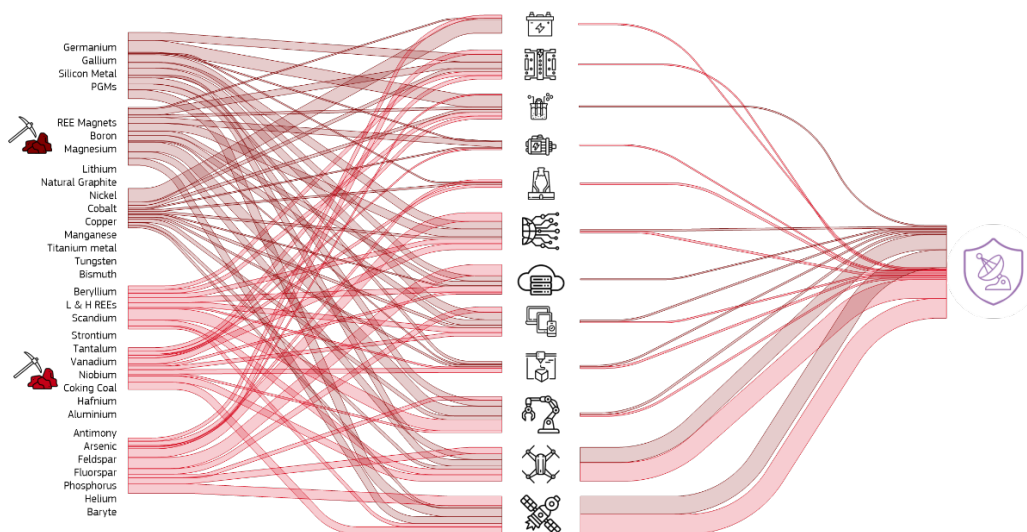 Germanium
Gallium
Silicon Metal
PGMs
REE Magnets
Boron
Magnesium
Lithium
Natural Graphite
Nickel
Cobalt
Copper
Manganese
Titanium metal
Tungsten
Bismuth
Beryllium
L & H REEs
Scandium
Strontium
Tantalum
Vanadium
Niobium
Coking Coal
Hafnium
Aluminium
Antimony
Arsenic
Feldspar
Fluorspar
Phosphorus
Helium
Baryte